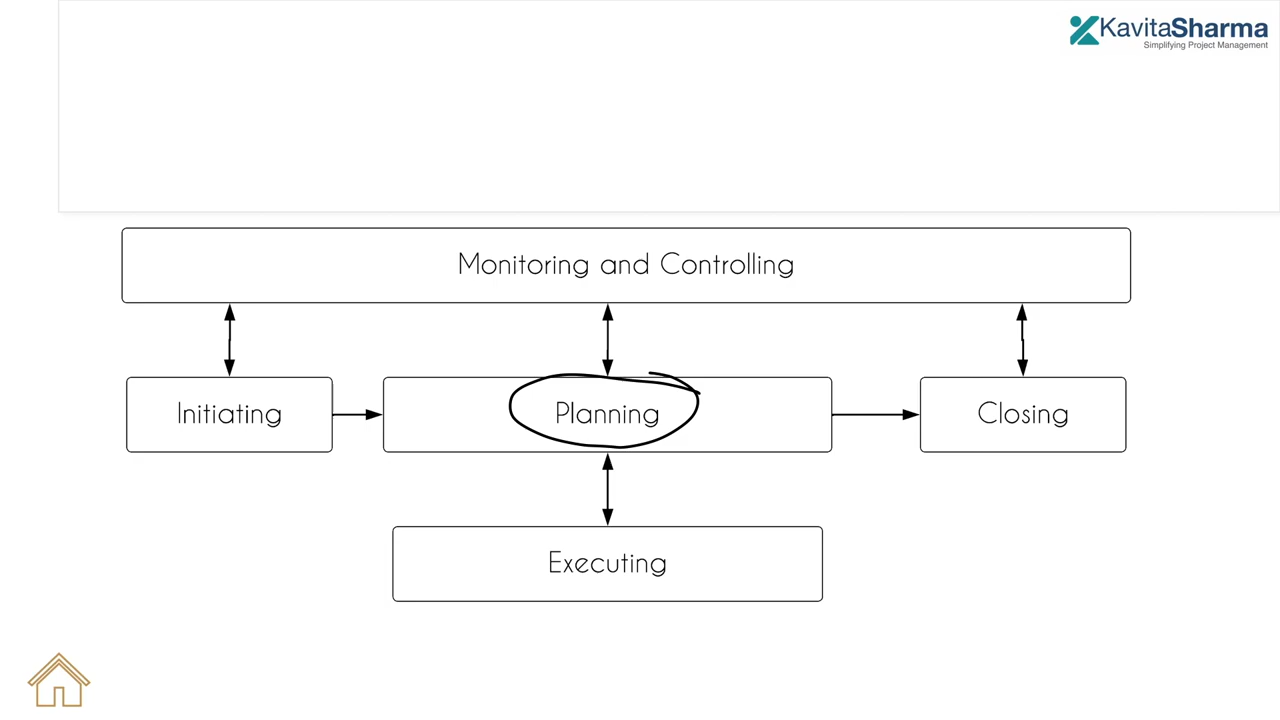 KavitaSharma
Simplifying Project Management
Monitoring and Controlling
Initiating
Planning
Closing
Executing